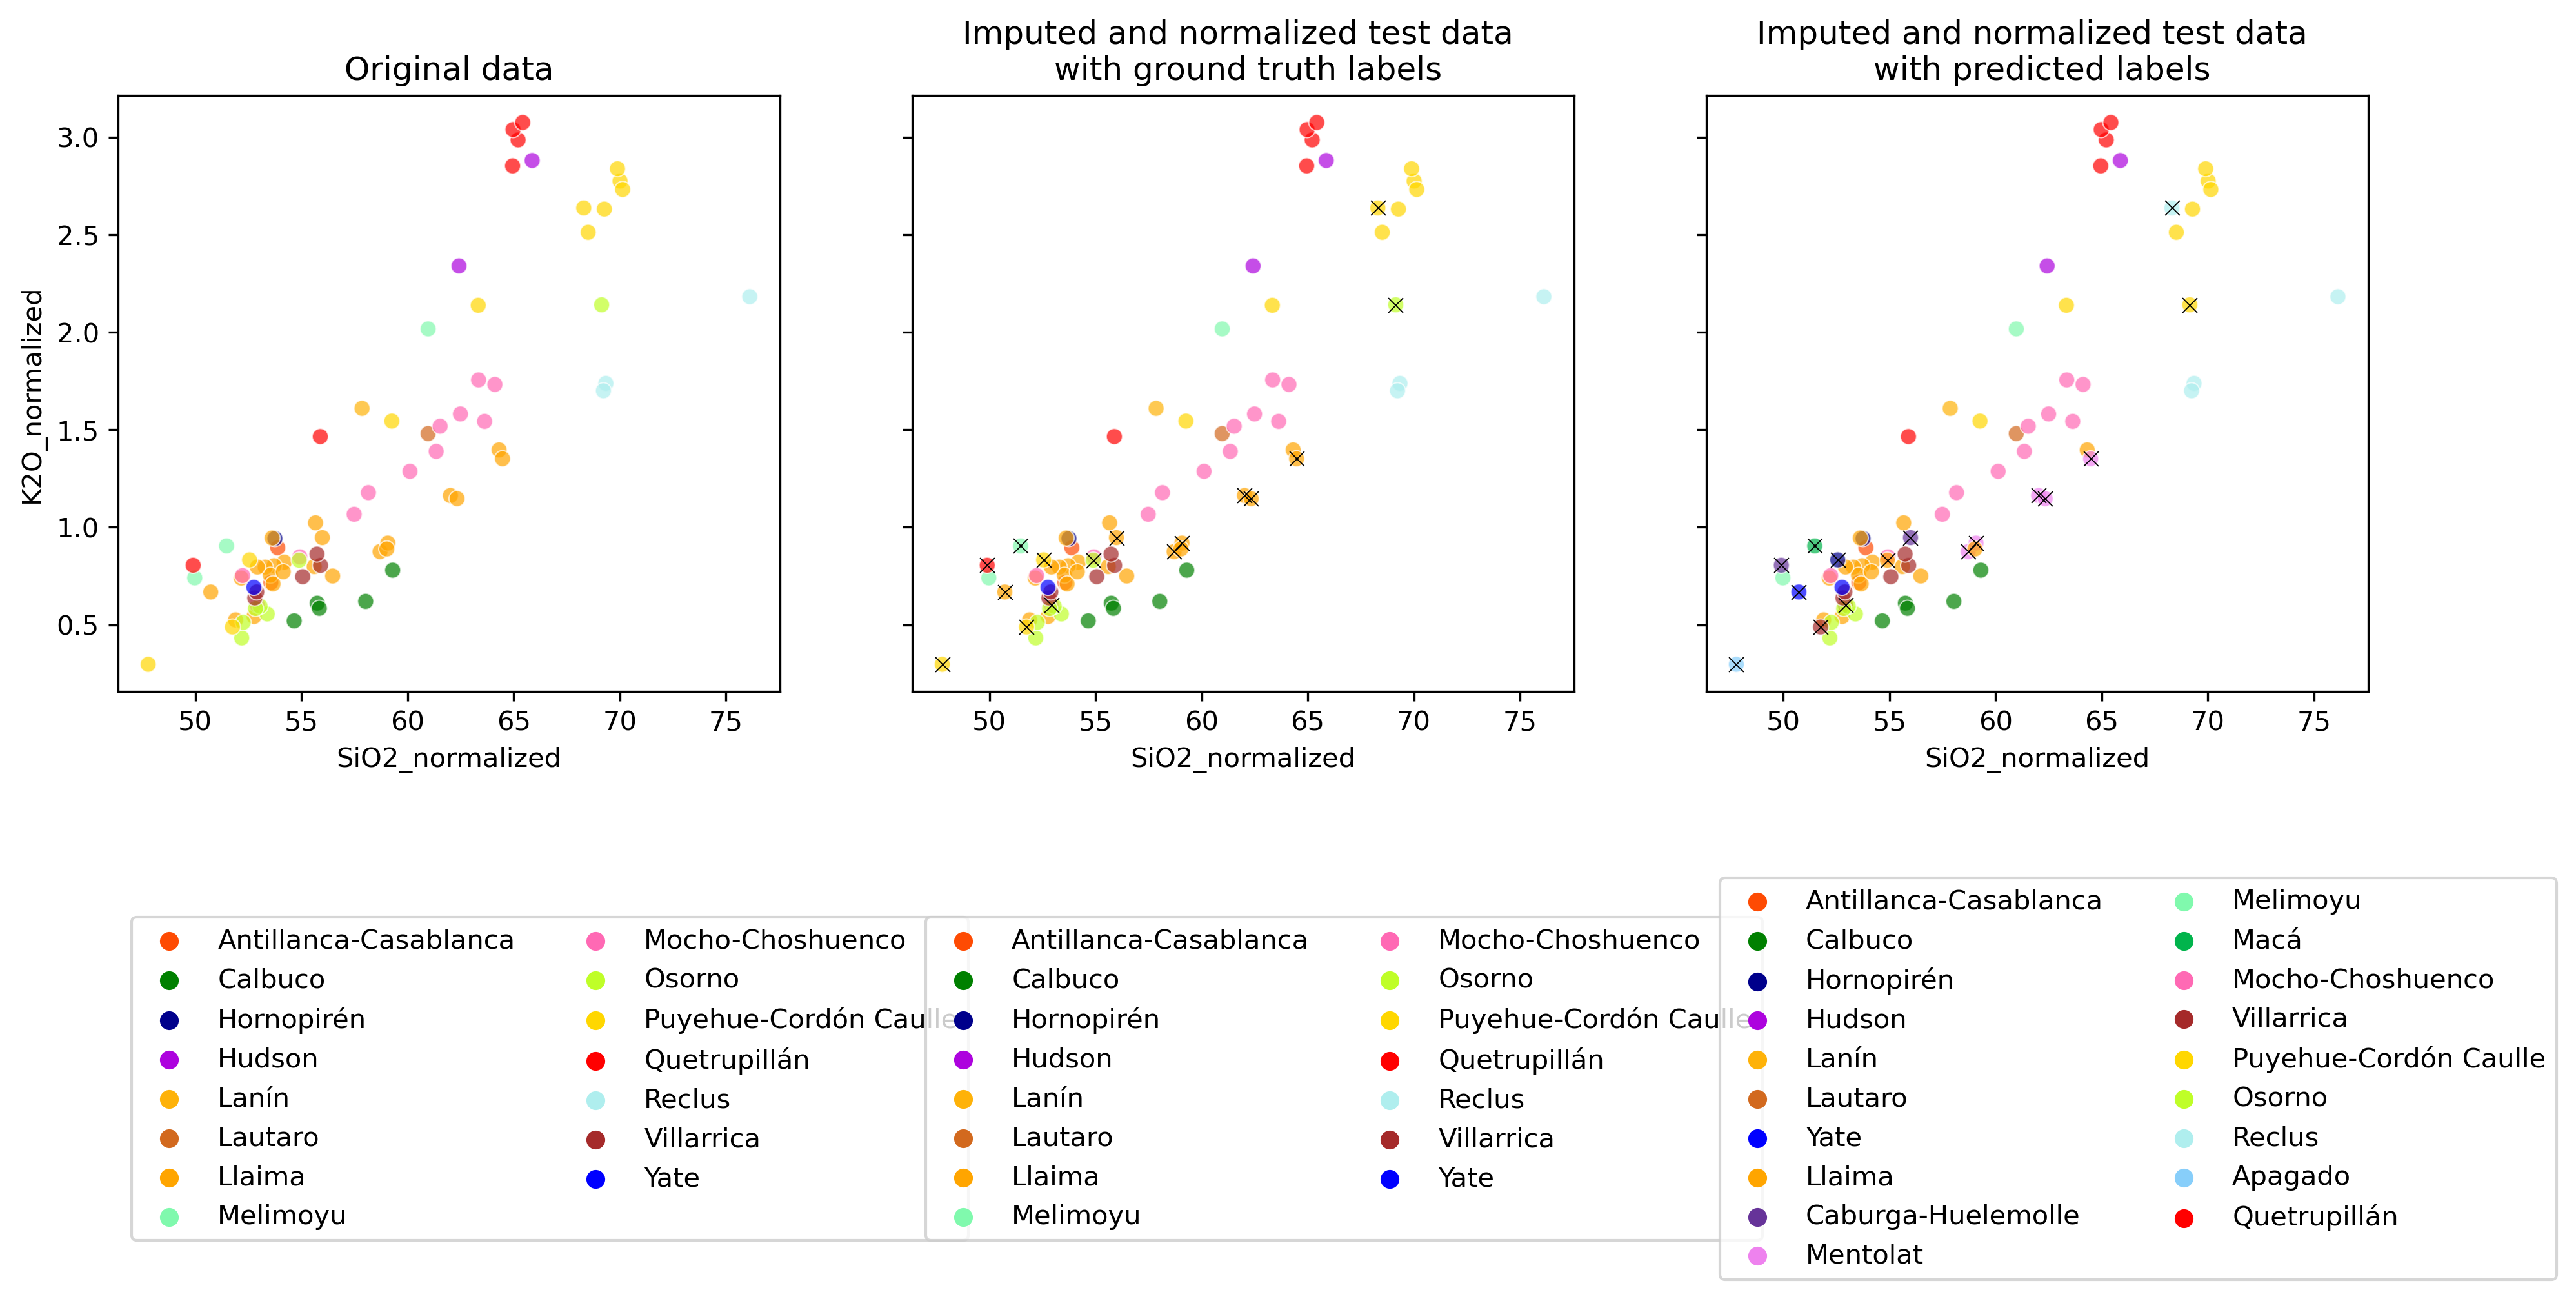 Original data
Imputed and normalized test data
with ground truth labels
Imputed and normalized test data
with predicted labels
K2O_normalized
3.0
2.5
2.0
1.5
1.0
0.5
50 55 60 65 70 75
SiO2_normalized
50 55 60 65 70 75
SiO2_normalized
50 55 60 65 70 75
SiO2_normalized
Antillanca-Casablanca
Calbuco
Hornopirén
Hudson
Lanín
Lautaro
Llaima
Melimoyu
Mocho-Choshuenco
Osorno
Puyehue-Cordón Caulle
Quetrupillán
Reclus
Villarrica
Yate
Antillanca-Casablanca
Calbuco
Hornopirén
Hudson
Lanín
Lautaro
Llaima
Melimoyu
Mocho-Choshuenco
Osorno
Puyehue-Cordón Caulle
Quetrupillán
Reclus
Villarrica
Yate
Antillanca-Casablanca
Calbuco
Hornopirén
Hudson
Lanín
Lautaro
Yate
Llaima
Caburga-Huelemolle
Mentolat
Melimoyu
Macá
Mocho-Choshuenco
Villarrica
Puyehue-Cordón Caulle
Osorno
Reclus
Apagado
Quetrupillán